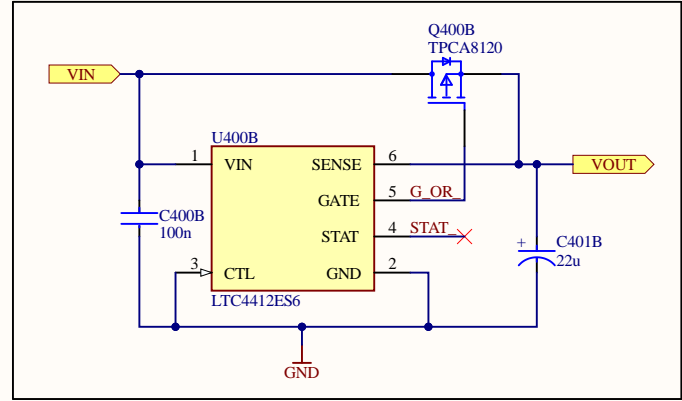 Q400B
TPCA8120
VIN
U400B
1 VIN SENSE 6
GATE 5 G_OR_
STAT 4 STAT_
3 CTL GND 2
LTC4412ES6
C400B
100n
VOUT
+ C401B
22u
GND